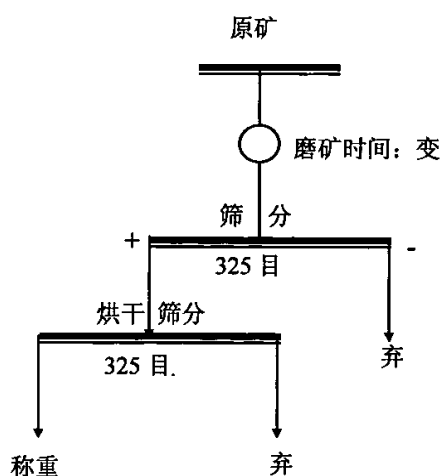 原矿
磨矿时间：变
筛 分
+ -
325 目
烘干 筛分
弃
325 目.
称重 弃